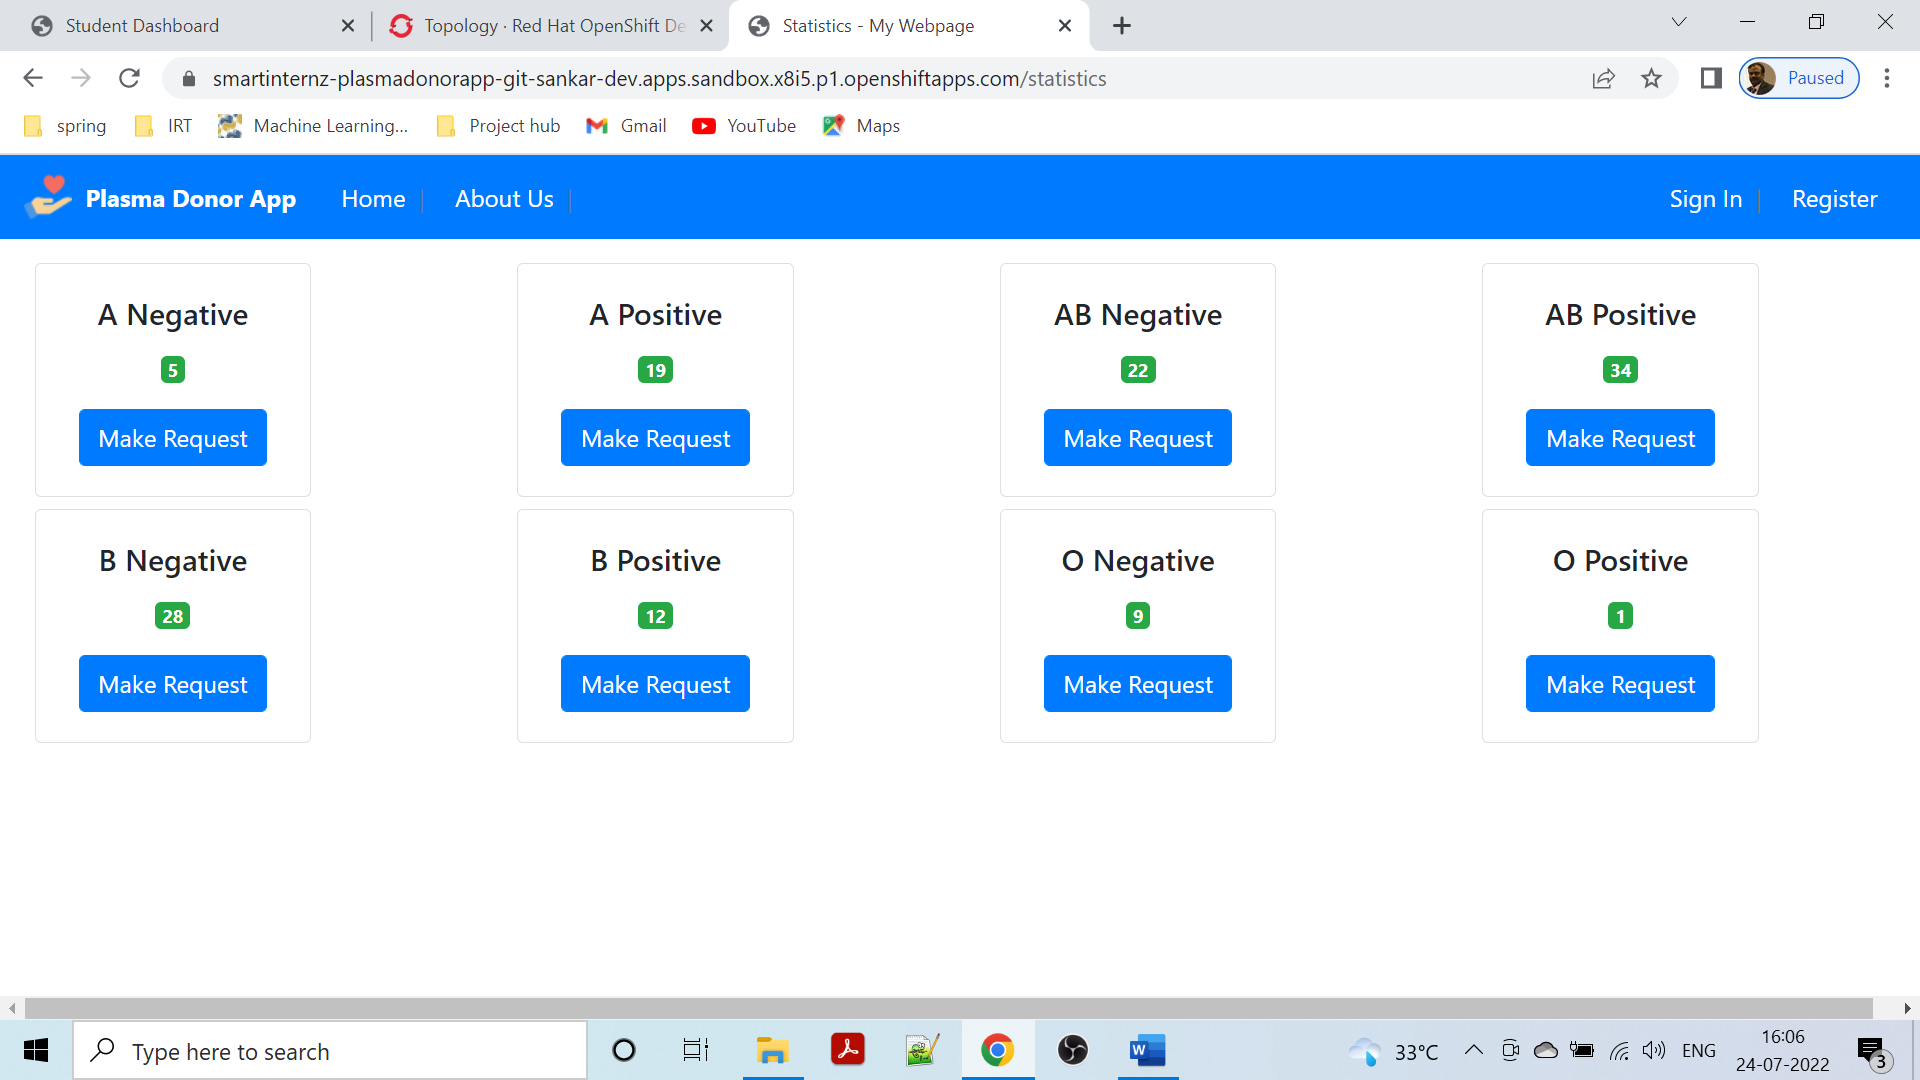 Student Dashboard
Topology · Red Hat OpenShift De
Statistics - My Webpage
smartinternz-plasmadonorapp-git-sankar-dev.apps.sandbox.x8i5.p1.openshiftapps.com/statistics
Paused
spring
IRT
Machine Learning...
Project hub
Gmail
YouTube
Maps
Plasma Donor App
Home
About Us
Sign In
Register
A Negative
A Positive
AB Negative
AB Positive
5
19
22
34
Make Request
Make Request
Make Request
Make Request
B Negative
B Positive
O Negative
O Positive
28
12
9
1
Make Request
Make Request
Make Request
Make Request
Type here to search
W
33°C
ENG
16:06
24-07-2022
3